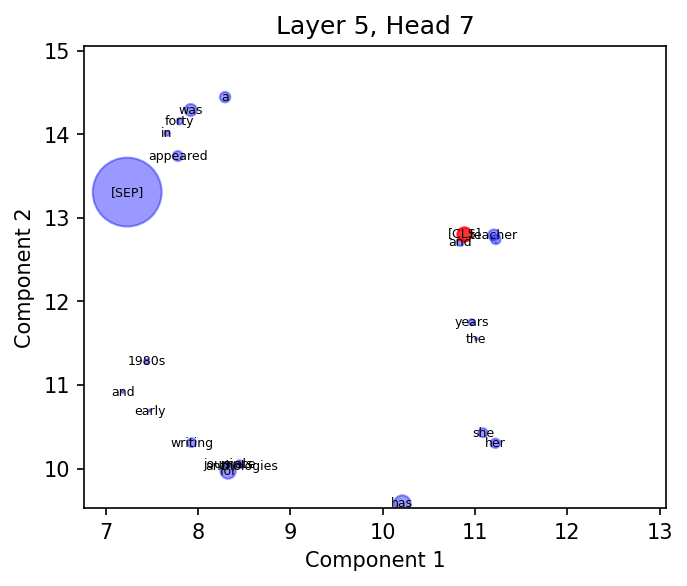 Layer 5, Head 7
15
14
13
12
11
10
Component 2
a
was
forty
in
appeared
[SEP]
[CLS]
teacher
and
.
years
the
1980s
and
early
she
writing
her
anthologies
for
has
7
8
9
10
11
12
13
Component 1